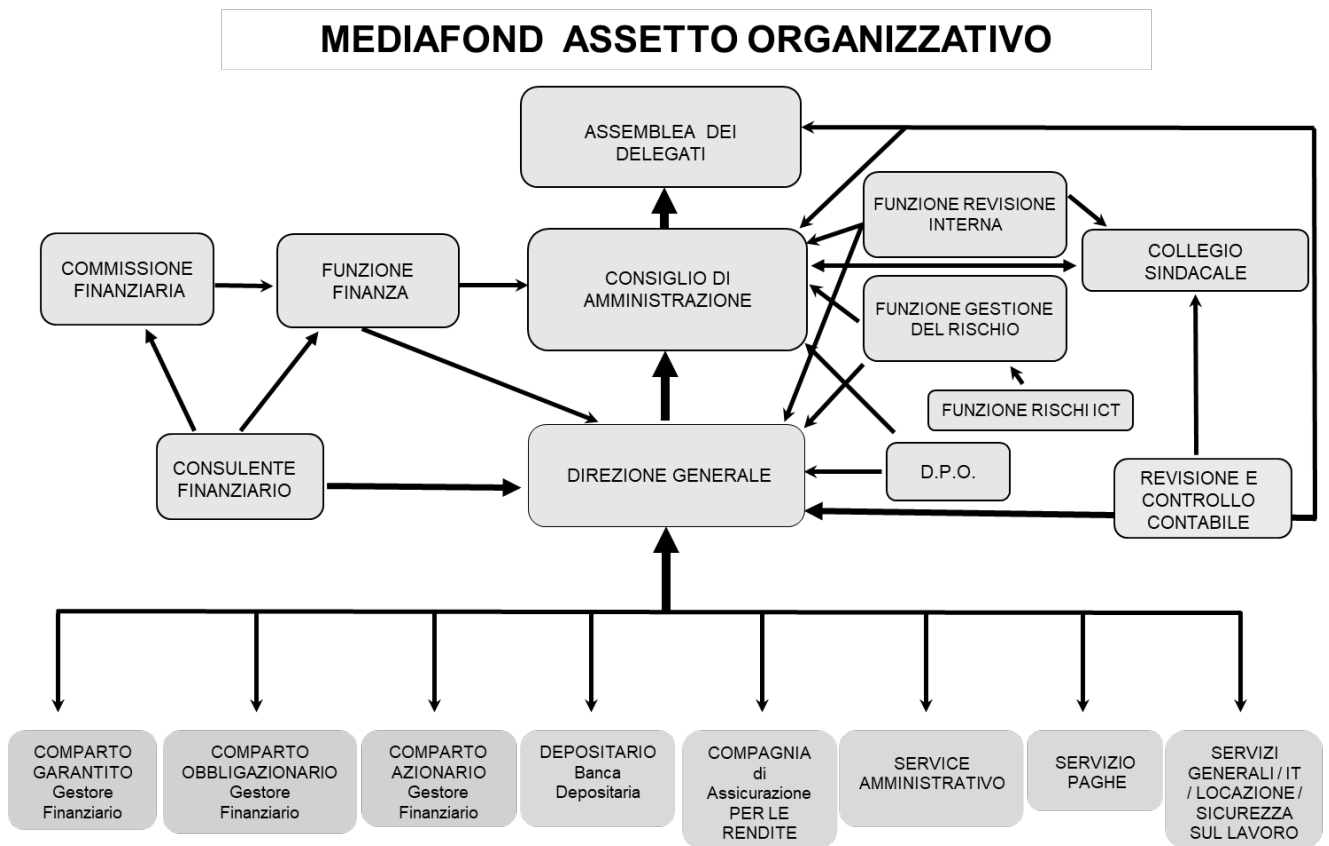 MEDIAFOND ASSETTO ORGANIZZATIVO
ASSEMBLEA DEI
DELEGATI
FUNZIONE REVISIONE
INTERNA
COMMISSIONE
FINANZIARIA
FUNZIONE
FINANZA
CONSIGLIO DI
AMMINISTRAZIONE
COLLEGIO
SINDACALE
FUNZIONE GESTIONE
DEL RISCHIO
FUNZIONE RISCHI ICT
CONSULENTE
FINANZIARIO
DIREZIONE GENERALE
D.P.O.
REVISIONE E
CONTROLLO
CONTABILE
COMPARTO
GARANTITO
Gestore
Finanziario
COMPARTO
OBBLIGAZIONARIO
Gestore
Finanziario
COMPARTO
AZIONARIO
Gestore
Finanziario
DEPOSITARIO
Banca
Depositaria
COMPAGNIA
di
Assicurazione
PER LE
RENDITE
SERVICE
AMMINISTRATIVO
SERVIZIO
PAGHE
SERVIZI
GENERALI / IT
/ LOCAZIONE /
SICUREZZA
SUL LAVORO